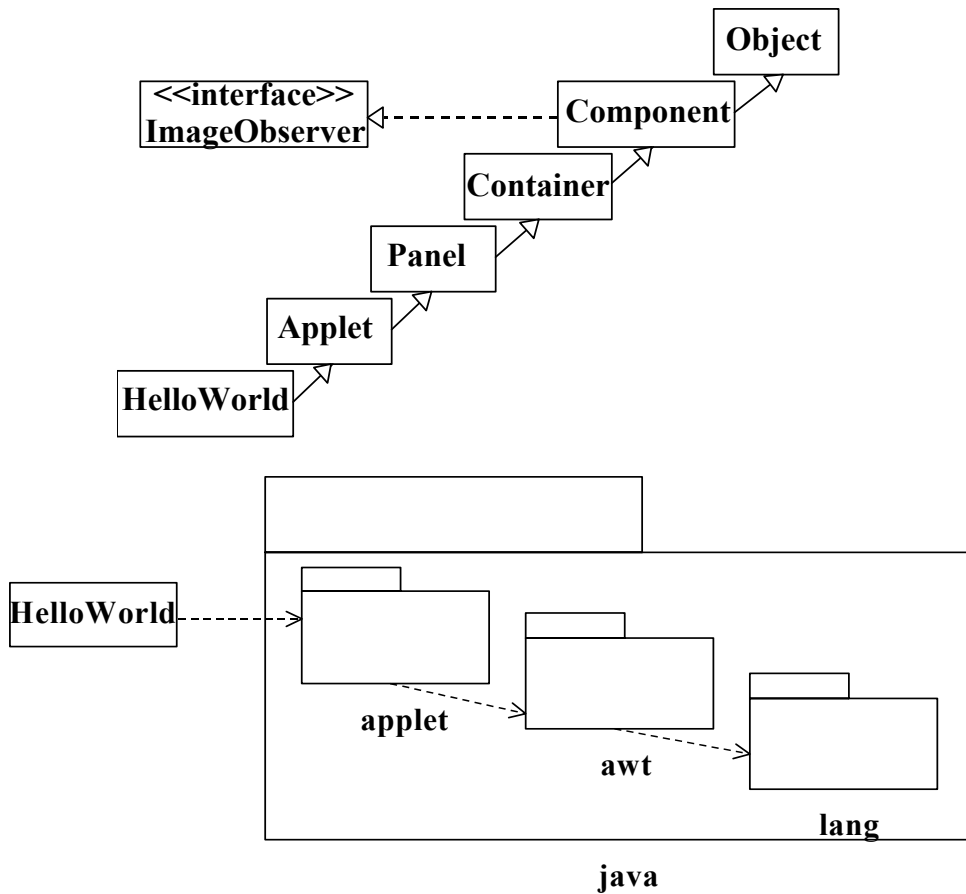 Object
<<interface>>
ImageObserver
Component
Container
Panel
Applet
HelloWorld
HelloWorld
applet
awt
lang
java